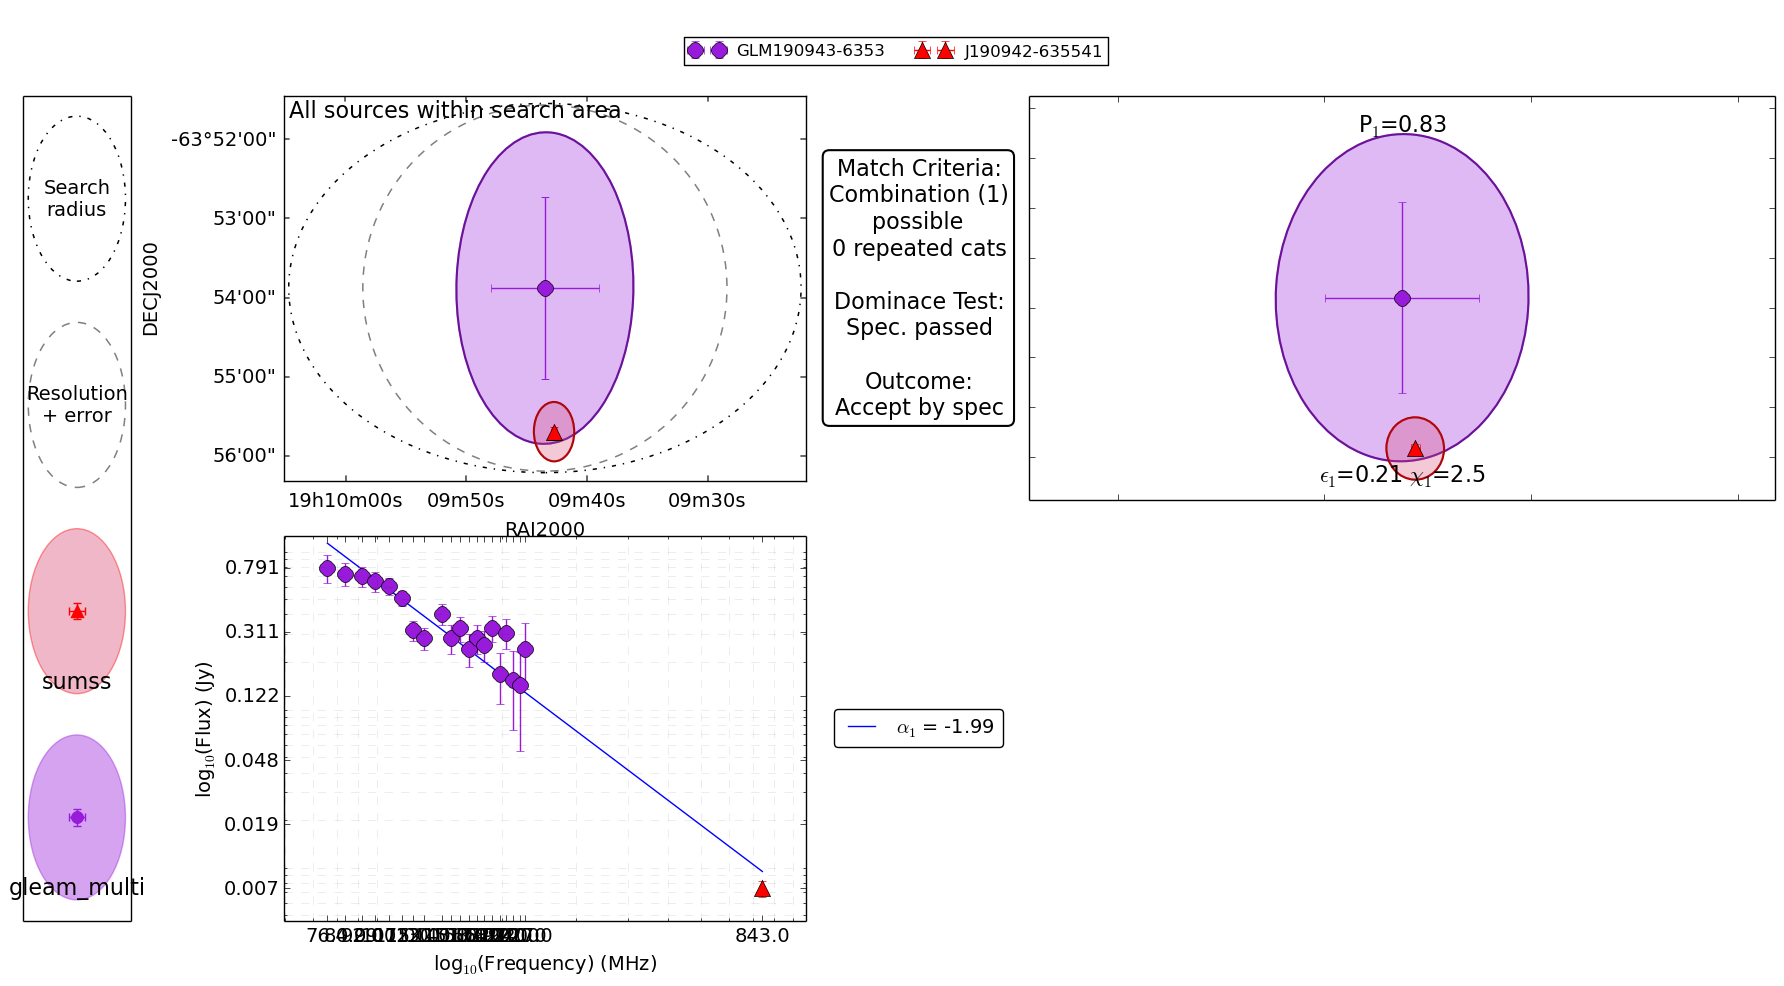 GLM190943-6353 J190942-635541
Search
radius
Resolution
+ error
sumss
gleam_multi
All sources within search area
DECJ2000
-63°52'00"
53'00"
54'00"
55'00"
56'00"
19h10m00s 09m50s 09m40s 09m30s
RAJ2000
Match Criteria:
Combination (1)
possible
0 repeated cats
Dominace Test:
Spec. passed
Outcome:
Accept by spec
P₁=0.83
ϵ₁=0.21 χ₁=2.5
log₁₀(Flux) (Jy)
0.791
0.311
0.122
0.048
0.019
0.007
843.0
log₁₀(Frequency) (MHz)
α₁ = -1.99